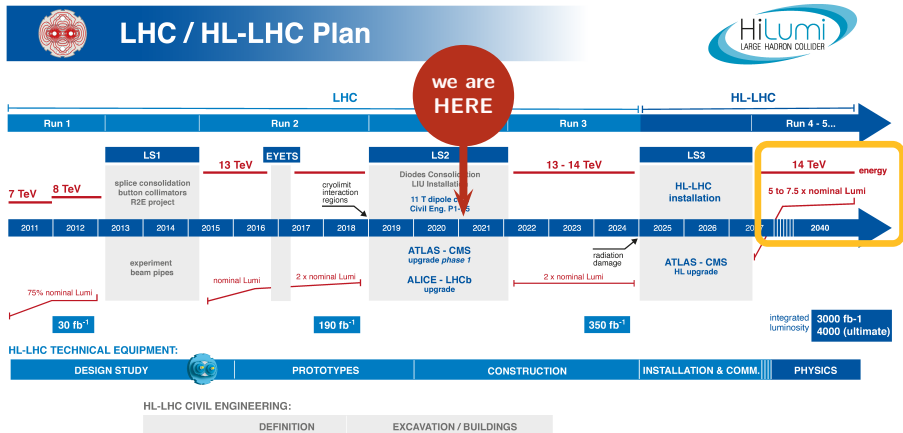 LHC / HL-LHC Plan
HiLumi
LARGE HADRON COLLIDER
we are
HERE
LHC
HL-LHC
Run 1
Run 2
Run 3
Run 4 - 5...
LS1
EYETS
LS2
LS3
13 TeV
13 - 14 TeV
14 TeV
energy
7 TeV
8 TeV
splice consolidation
button collimators
R2E project
cryolimit
interaction
regions
Diodes Consolidation
LIU Installation
11 T dipole
Civil Eng. P1-5
HL-LHC
installation
5 to 7.5 x nominal Lumi
2011
2012
2013
2014
2015
2016
2017
2018
2019
2020
2021
2022
2023
2024
2025
2026
2040
experiment
beam pipes
ATLAS - CMS
upgrade phase 1
ALICE - LHCb
upgrade
radiation
damage
ATLAS - CMS
HL upgrade
75% nominal Lumi
nominal Lumi
2 x nominal Lumi
2 x nominal Lumi
30 fb-1
190 fb-1
350 fb-1
integrated
luminosity
3000 fb-1
4000 (ultimate)
HL-LHC TECHNICAL EQUIPMENT:
DESIGN STUDY
PROTOTYPES
CONSTRUCTION
INSTALLATION & COMM.
PHYSICS
HL-LHC CIVIL ENGINEERING:
DEFINITION
EXCAVATION / BUILDINGS